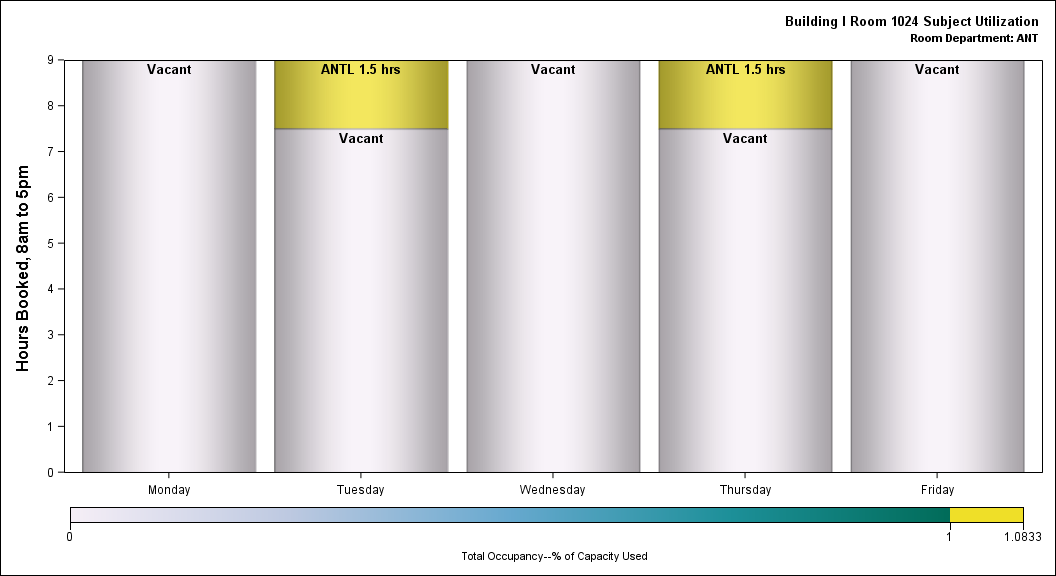 Building I Room 1024 Subject Utilization
Room Department: ANT
Hours Booked, 8am to 5pm
9
8
7
6
5
4
3
2
1
0
Vacant
ANTL 1.5 hrs
Vacant
Vacant
ANTL 1.5 hrs
Vacant
Vacant
Monday
Tuesday
Wednesday
Thursday
Friday
0
1
1.0833
Total Occupancy--% of Capacity Used